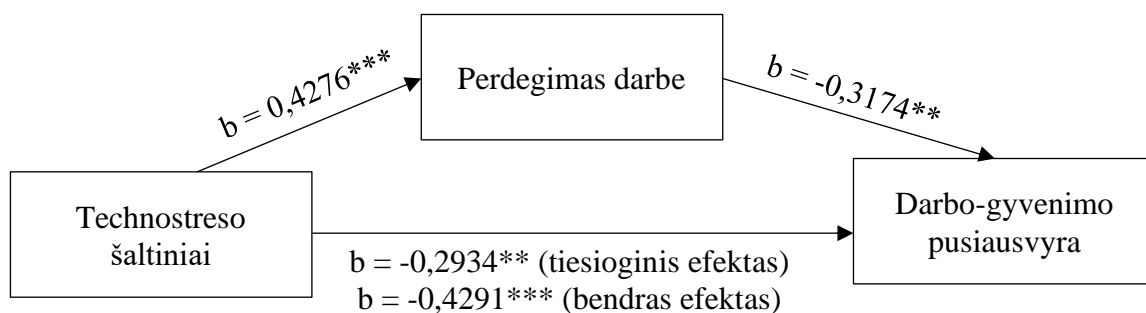 Perdegimas darbe
b = 0,4276***
b = -0,3174**
Technostreso
šaltiniai
Darbo-gyvenimo
pusiausvyra
b = -0,2934** (tiesioginis efektas)
b = -0,4291*** (bendras efektas)